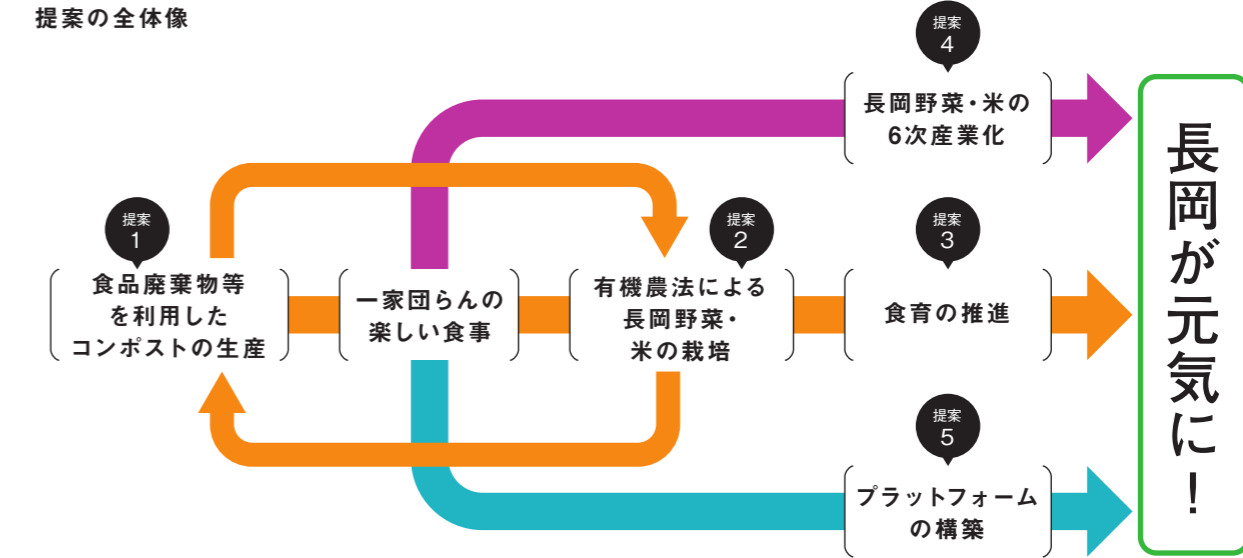 提案の全体像
提案
1
食品廃棄物等
を利用した
コンポストの生産
一家団らんの
楽しい食事
提案
2
有機農法による
長岡野菜・
米の栽培
提案
4
長岡野菜・米の
6次産業化
提案
3
食育の推進
提案
5
プラットフォーム
の構築
長岡が元気に!